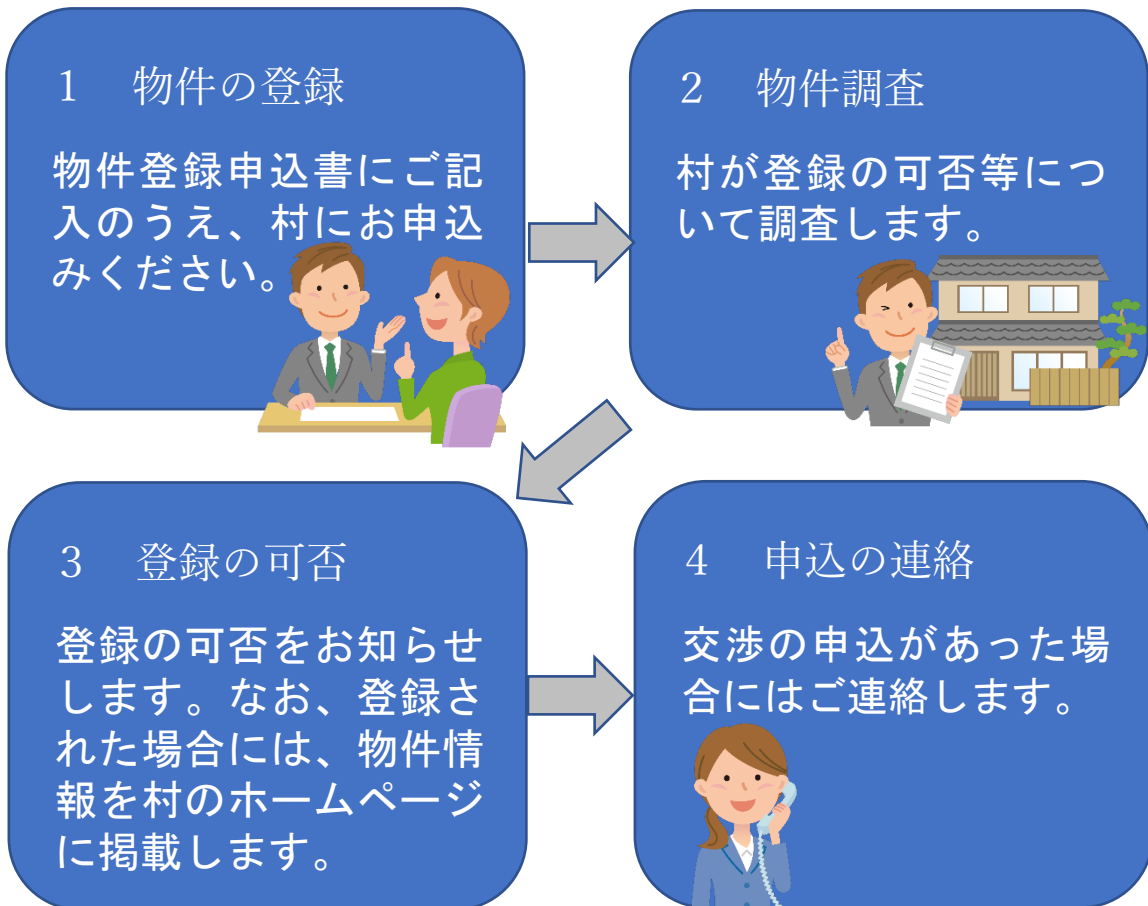 １　物件の登録
物件登録申込書にご記
入のうえ、村にお申込
みください。
２　物件調査
村が登録の可否等につ
いて調査します。
３　登録の可否
登録の可否をお知らせ
します。なお、登録さ
れた場合には、物件情
報を村のホームページ
に掲載します。
４　申込の連絡
交渉の申込があった場
合にはご連絡します。